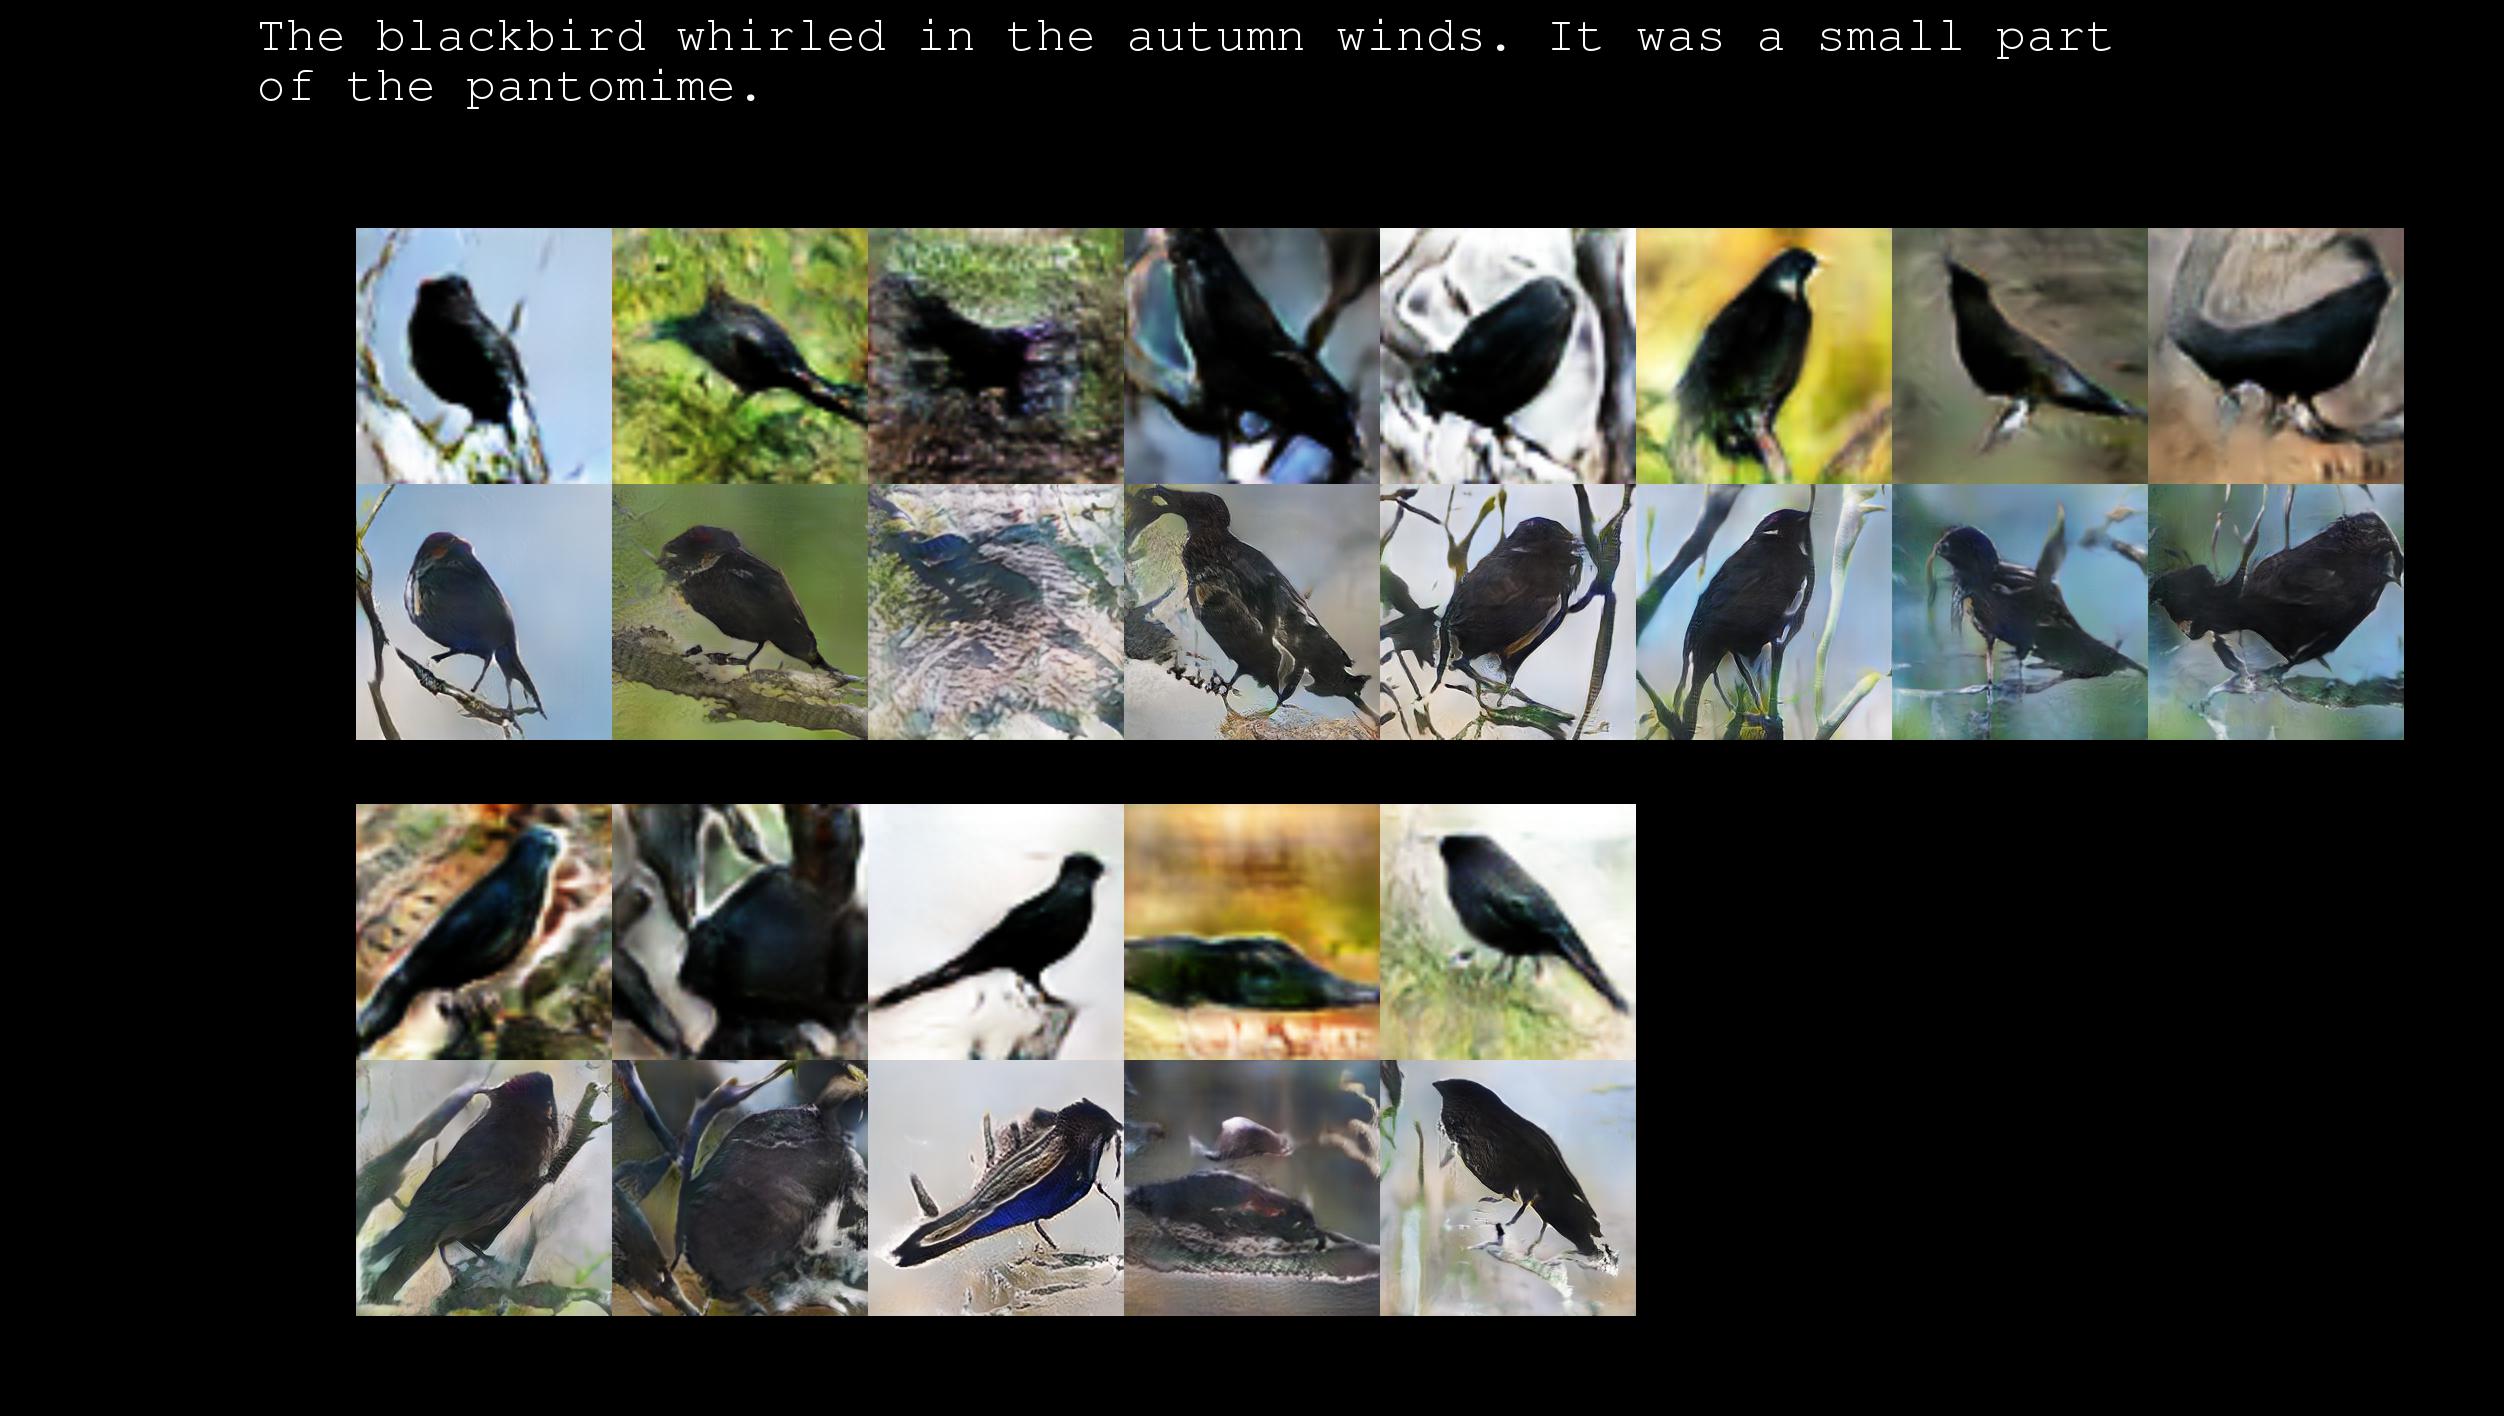 The blackbird whirled in the autumn winds. It was a small part
of the pantomime.